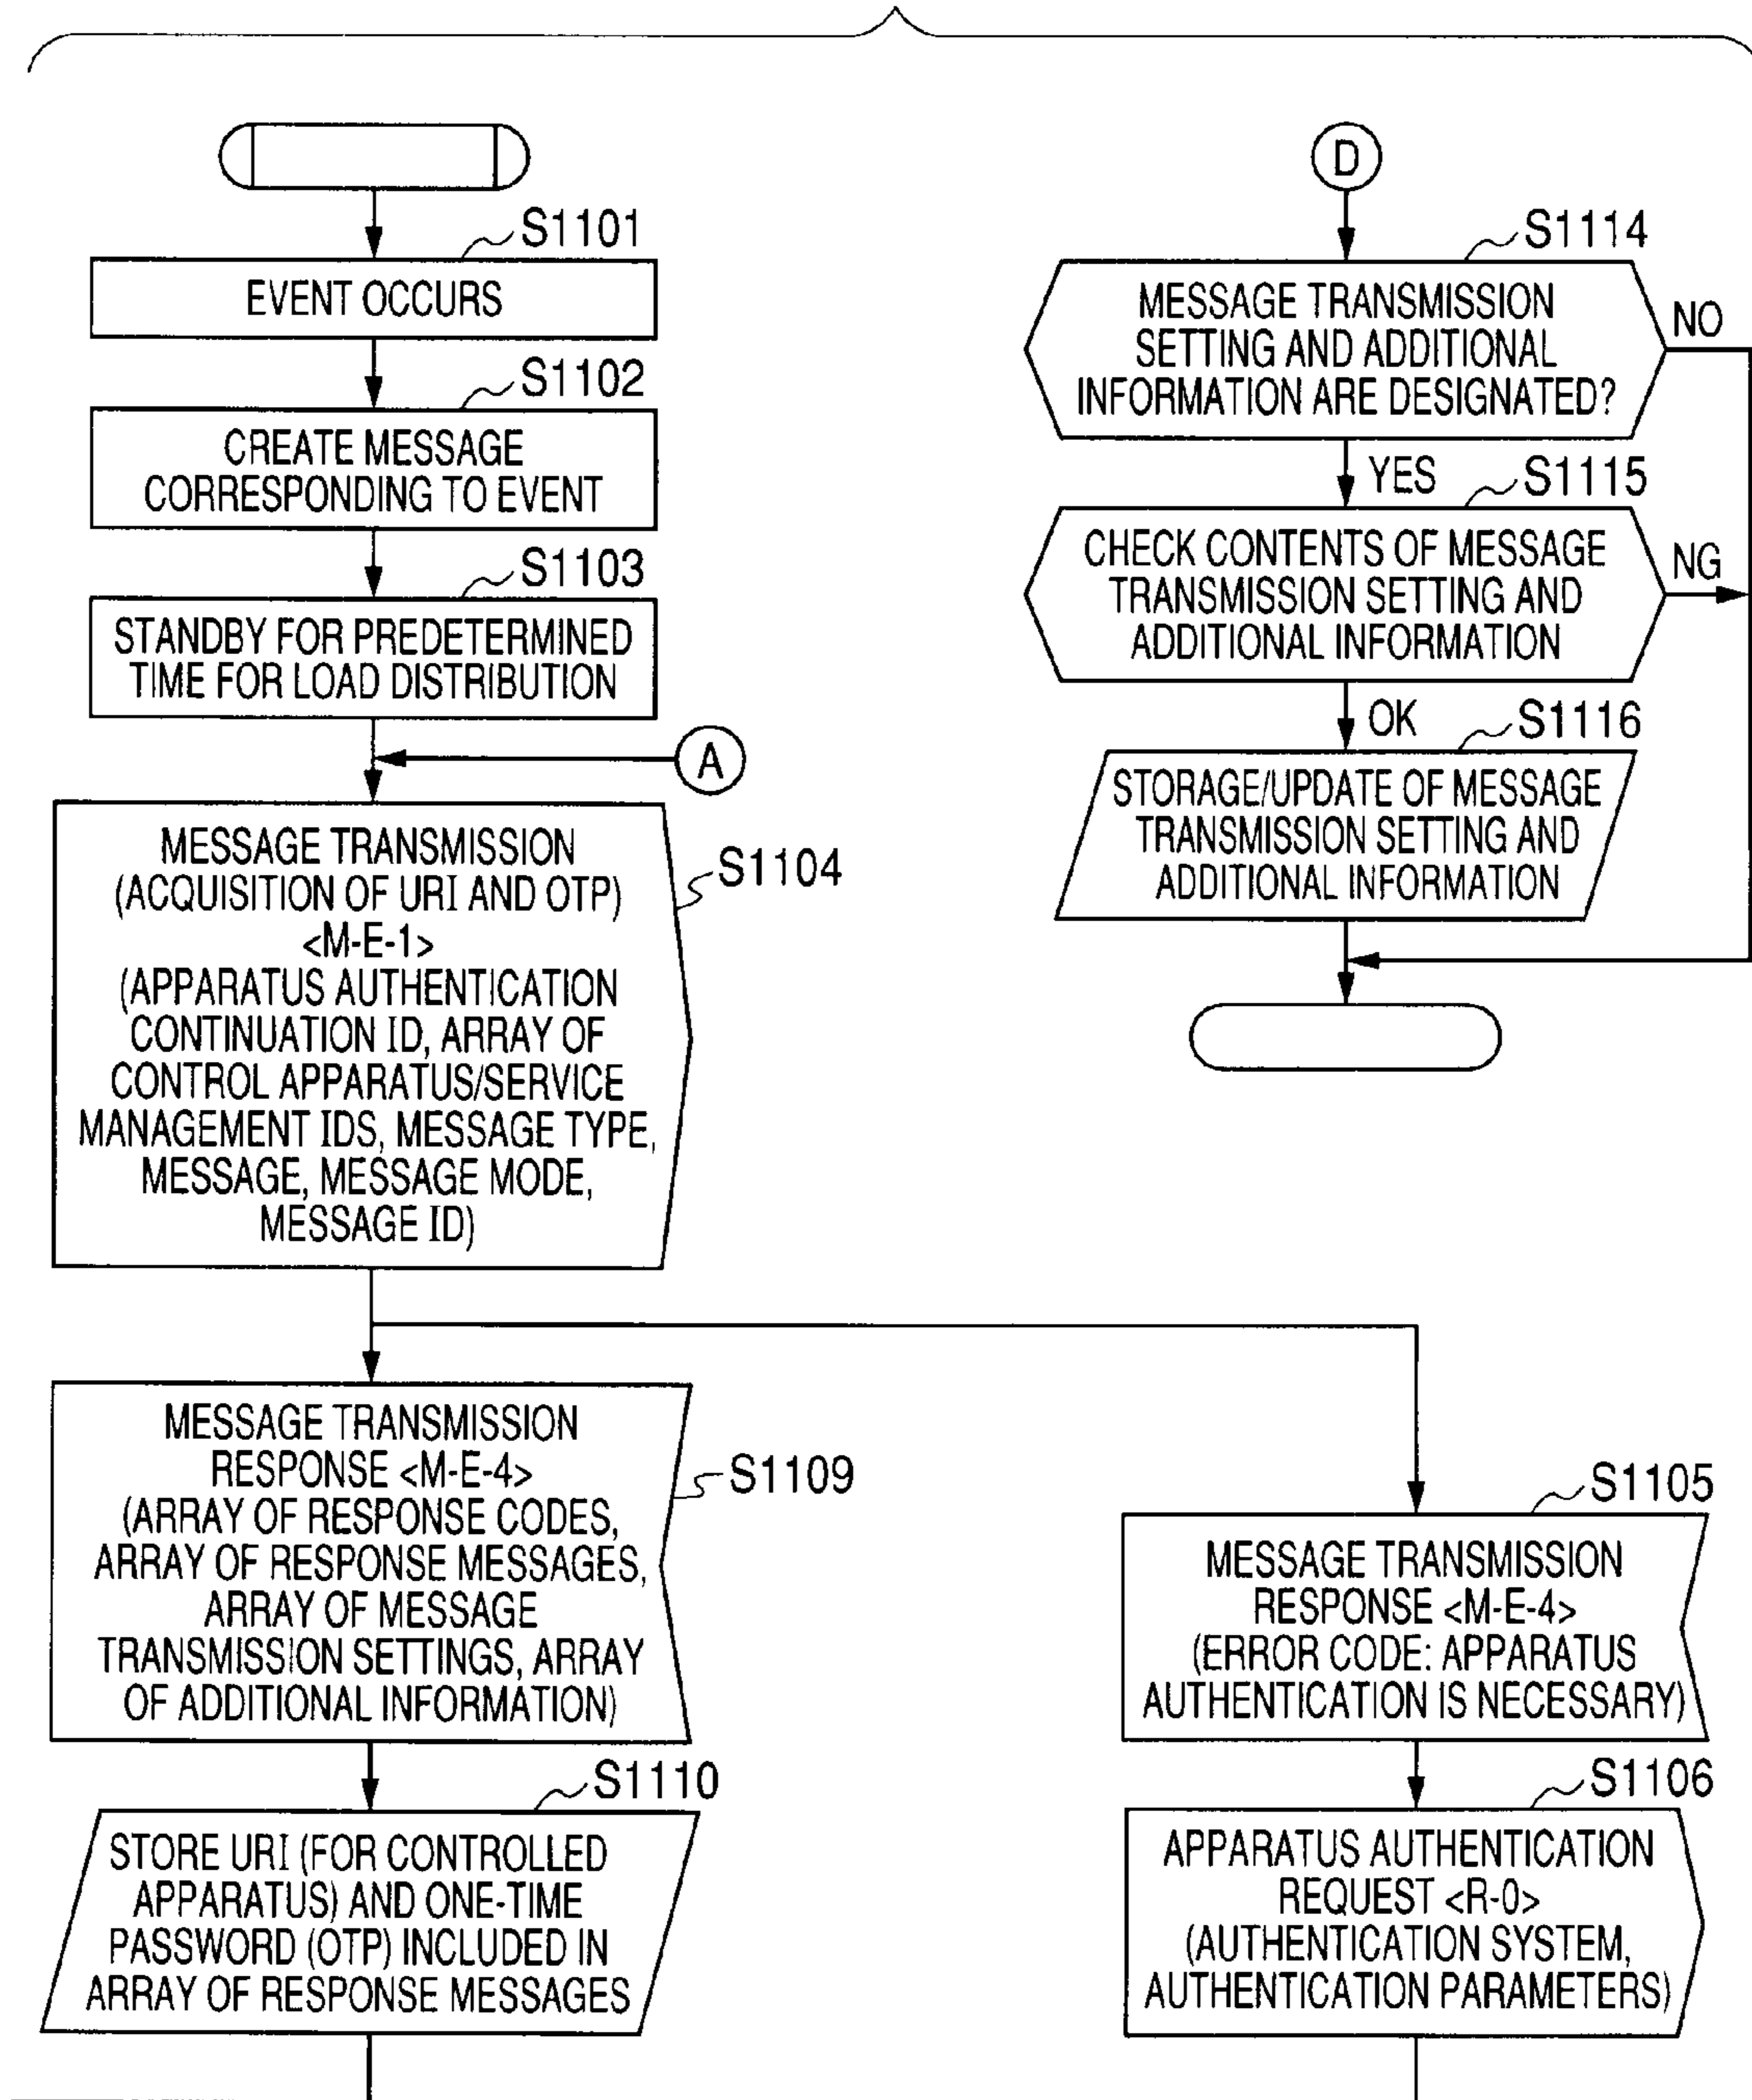 S1101
EVENT OCCURS
S1102
CREATE MESSAGE
CORRESPONDING TO EVENT
S1103
STANDBY FOR PREDETERMINED
TIME FOR LOAD DISTRIBUTION
A
S1104
MESSAGE TRANSMISSION
(ACQUISITION OF URI AND OTP)
<M-E-1>
(APPARATUS AUTHENTICATION
CONTINUATION ID, ARRAY OF
CONTROL APPARATUS/SERVICE
MANAGEMENT IDS, MESSAGE TYPE,
MESSAGE, MESSAGE MODE,
MESSAGE ID)
S1109
MESSAGE TRANSMISSION
RESPONSE <M-E-4>
(ARRAY OF RESPONSE CODES,
ARRAY OF RESPONSE MESSAGES,
ARRAY OF MESSAGE
TRANSMISSION SETTINGS, ARRAY
OF ADDITIONAL INFORMATION)
S1110
STORE URI (FOR CONTROLLED
APPARATUS) AND ONE-TIME
PASSWORD (OTP) INCLUDED IN
ARRAY OF RESPONSE MESSAGES
D
S1114
MESSAGE TRANSMISSION
SETTING AND ADDITIONAL
INFORMATION ARE DESIGNATED?
NO
YES
S1115
CHECK CONTENTS OF MESSAGE
TRANSMISSION SETTING AND
ADDITIONAL INFORMATION
NG
OK
S1116
STORAGE/UPDATE OF MESSAGE
TRANSMISSION SETTING AND
ADDITIONAL INFORMATION
S1105
MESSAGE TRANSMISSION
RESPONSE <M-E-4>
(ERROR CODE: APPARATUS
AUTHENTICATION IS NECESSARY)
S1106
APPARATUS AUTHENTICATION
REQUEST <R-0>
(AUTHENTICATION SYSTEM,
AUTHENTICATION PARAMETERS)